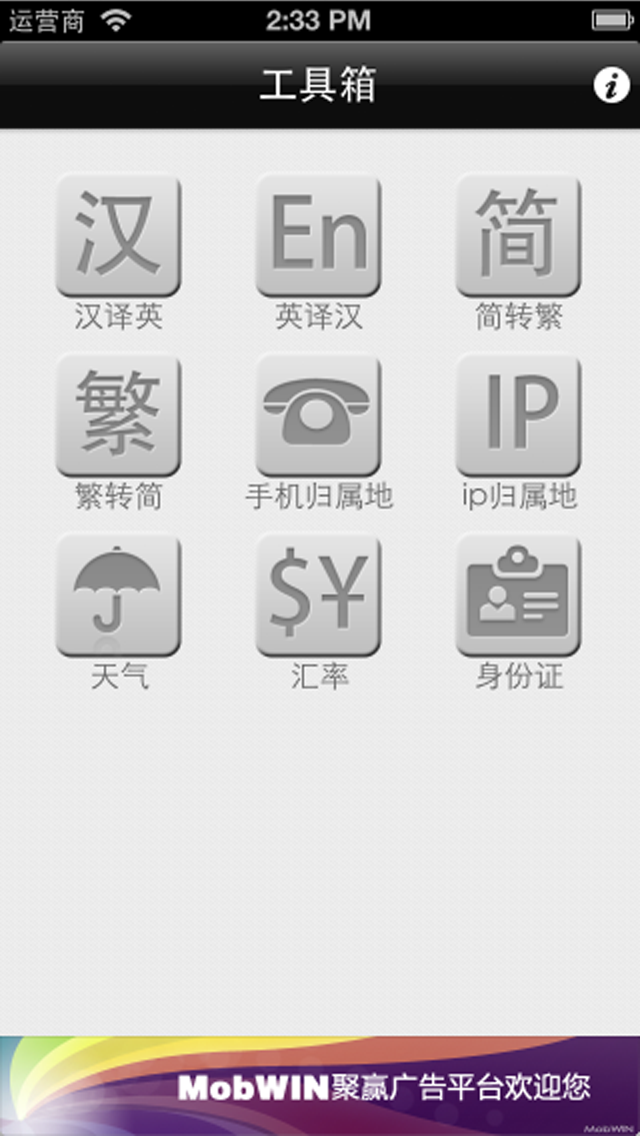 运营商 2:33 PM
工具箱 i
汉 En 简
汉译英 英译汉 简转繁
繁 IP
繁转简 手机归属地 ip归属地
$¥
天气 汇率 身份证
MobWIN聚赢广告平台欢迎您
MobWIN